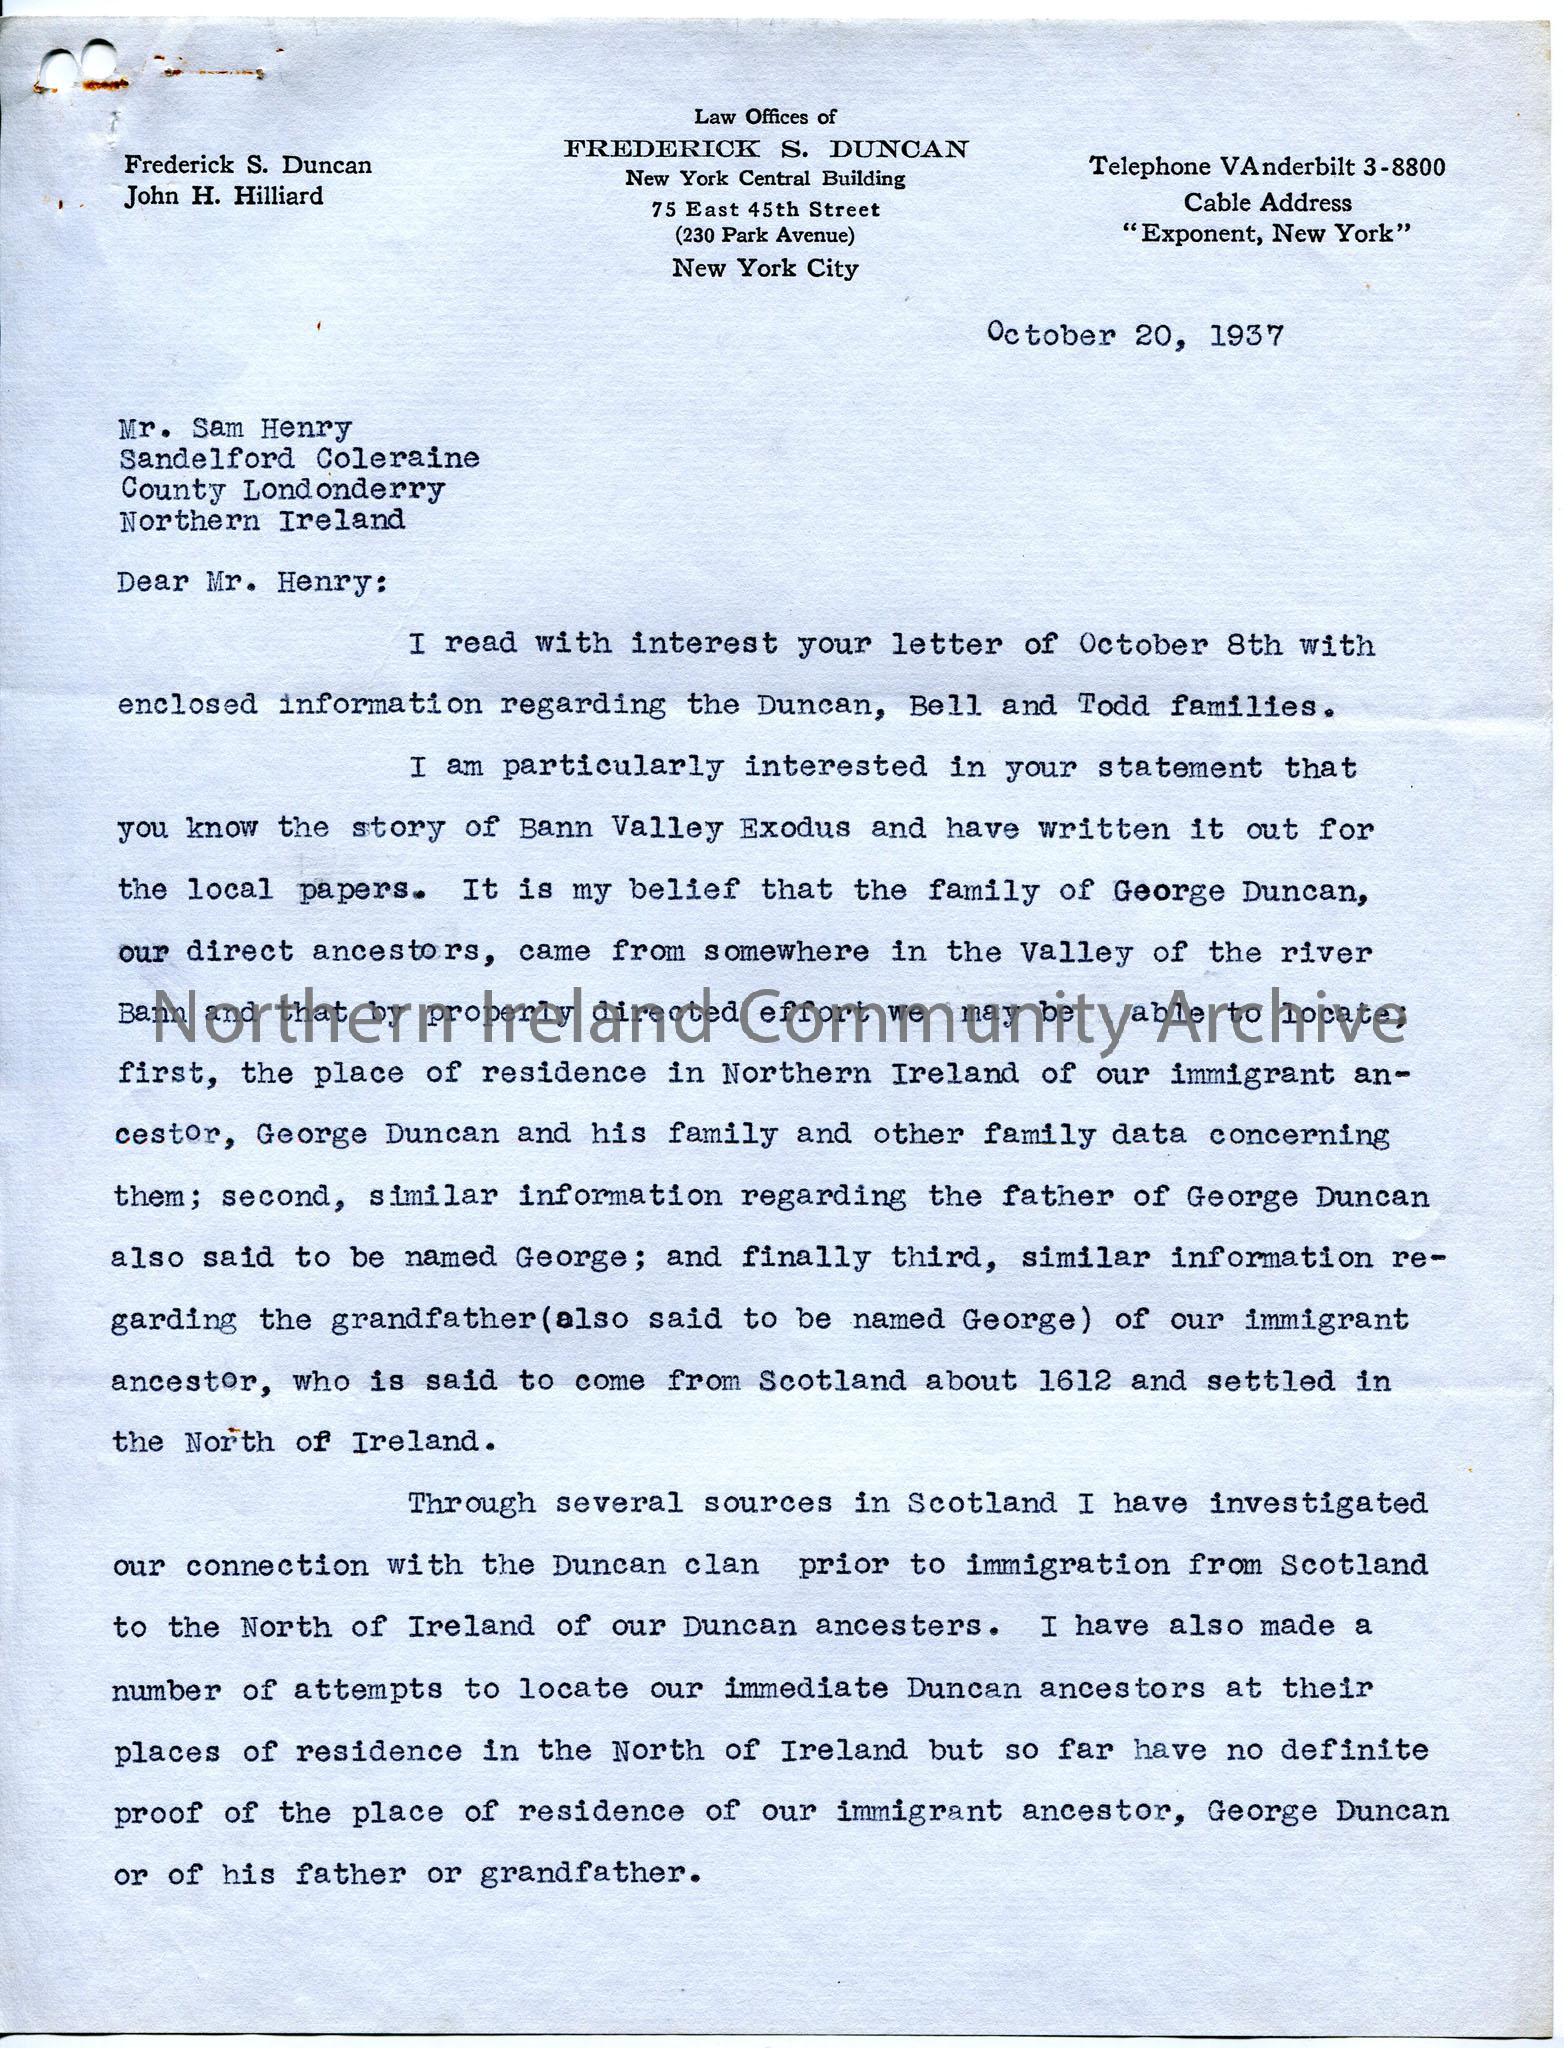 Law Offices of
FREDERICK S. DUNCAN
New York Central Building
75 East 45th Street
(230 Park Avenue)
New York City
Frederick S. Duncan
John H. Hilliard
Telephone VAnderbilt 3-8800
Cable Address
"Exponent, New York"
October 20, 1937
Mr. Sam Henry
Sandelford Coleraine
County Londonderry
Northern Ireland
Dear Mr. Henry:
I read with interest your letter of October 8th with
enclosed information regarding the Duncan, Bell and Todd families.
I am particularly interested in your statement that
you know the story of Bann Valley Exodus and have written it out for
the local papers. It is my belief that the family of George Duncan,
our direct ancestors, came from somewhere in the Valley of the river
Bann and that by properly directed effort we may be able to locate;
Northern Ireland Community Archive
first, the place of residence in Northern Ireland of our immigrant an-
cestor, George Duncan and his family and other family data concerning
them; second, similar information regarding the father of George Duncan
also said to be named George; and finally third, similar information re-
garding the grandfather(also said to be named George) of our immigrant
ancestor, who is said to come from Scotland about 1612 and settled in
the North of Ireland.
Through several sources in Scotland I have investigated
our connection with the Duncan clan prior to immigration from Scotland
to the North of Ireland of our Duncan ancesters. I have also made a
number of attempts to locate our immediate Duncan ancestors at their
places of residence in the North of Ireland but so far have no definite
proof of the place of residence of our immigrant ancestor, George Duncan
or of his father or grandfather.